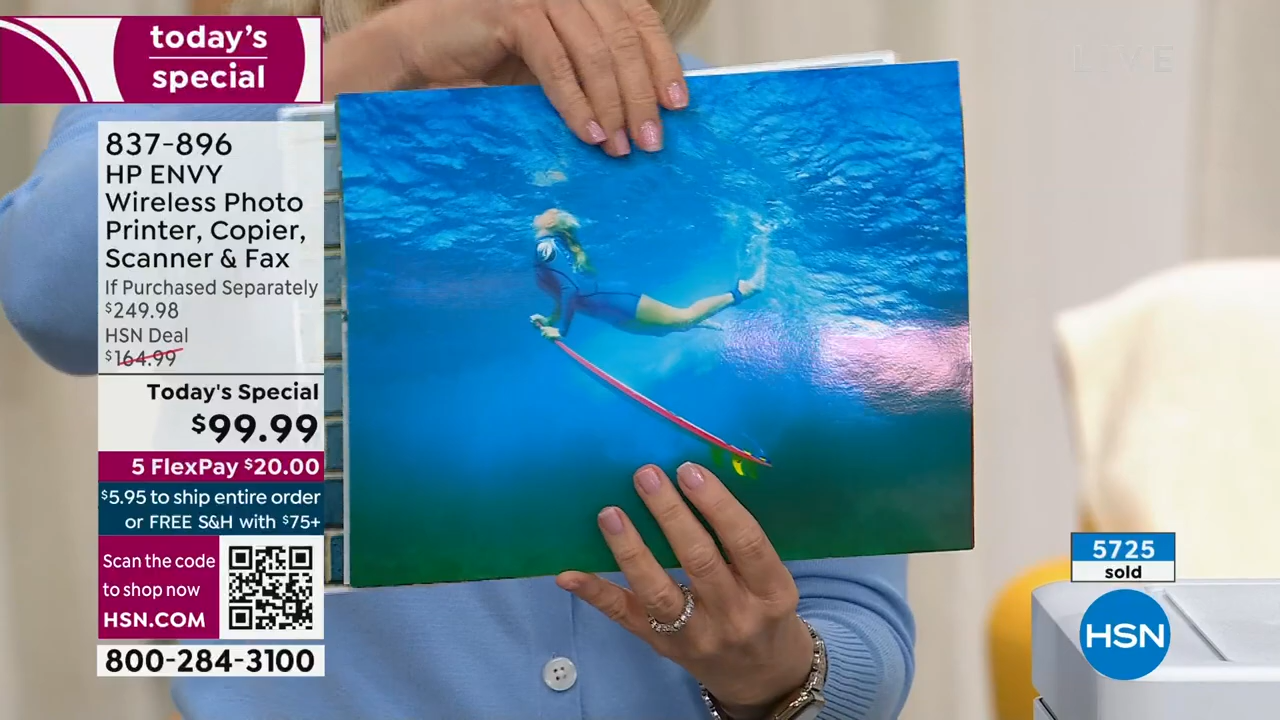 today's
special
837-896
HP ENVY
Wireless Photo
Printer, Copier,
Scanner & Fax
If Purchased Separately
$249.98
HSN Deal
$164.99
Today's Special
$99.99
5 FlexPay $20.00
$5.95 to ship entire order
or FREE S&H with $75+
Scan the code
to shop now
HSN.COM
800-284-3100
LIVE
5725
sold
HSN